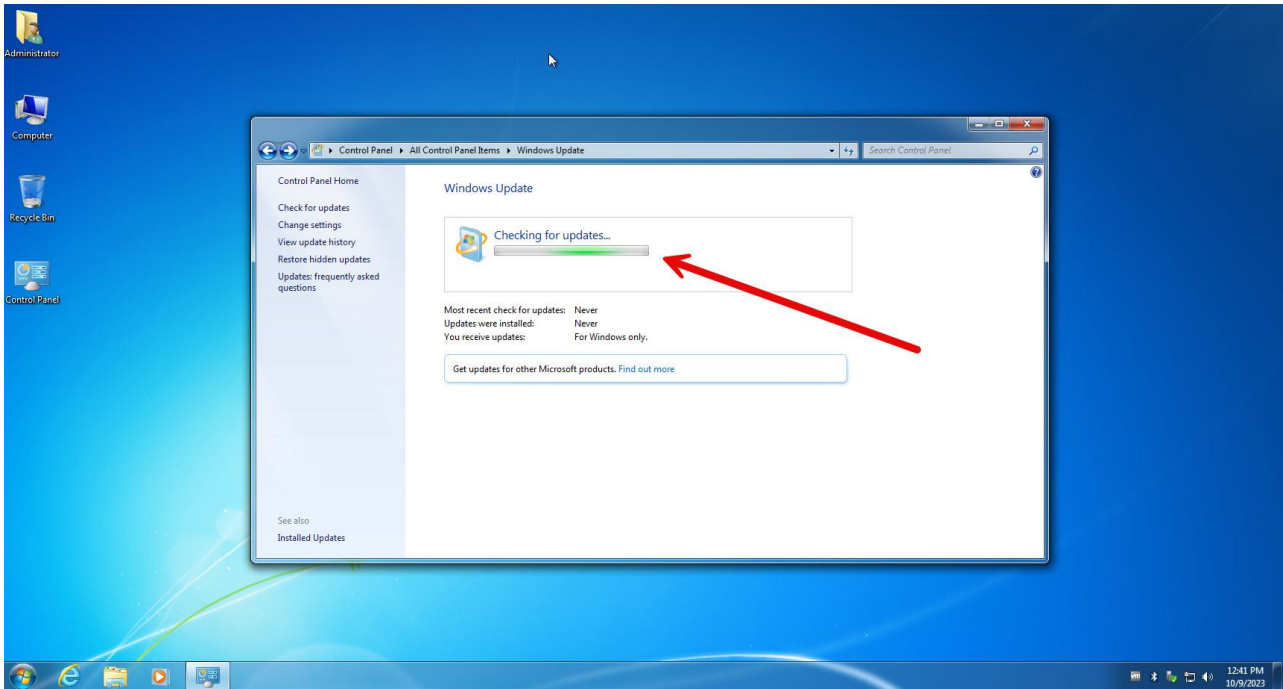 Administrator
Computer
Recycle Bin
Control Panel
Control Panel ▸ All Control Panel Items ▸ Windows Update
Search Control Panel
Control Panel Home
Check for updates
Change settings
View update history
Restore hidden updates
Updates: frequently asked
questions
See also
Installed Updates
Windows Update
Checking for updates...
Most recent check for updates: Never
Updates were installed: Never
You receive updates: For Windows only.
Get updates for other Microsoft products. Find out more
12:41 PM
10/9/2023